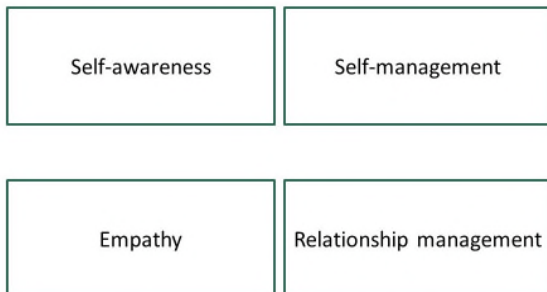 Self-awareness
Self-management
Empathy
Relationship management